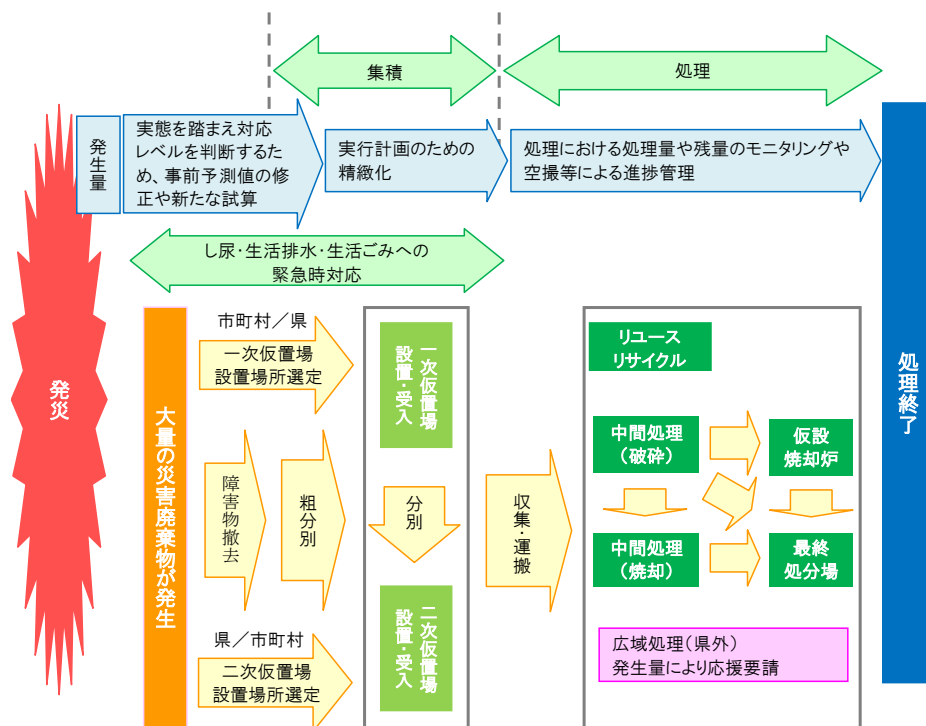 集積
処理
発災
発生量
実態を踏まえ対応
レベルを判断するた
め、事前予測値の修
正や新たな試算
実行計画のための
精緻化
処理における処理量や残量のモニタリングや
空撮等による進捗管理
処理終了
し尿・生活排水・生活ごみへの
緊急時対応
大量の災害廃棄物が発生
市町村／県
一次仮置場
設置場所選定
障害物撤去
粗分別
県／市町村
二次仮置場
設置場所選定
一次仮置場
設置・受入
分別
二次仮置場
設置・受入
収集・運搬
リユース
リサイクル
中間処理
（破砕）
仮設
焼却炉
中間処理
（焼却）
最終
処分場
広域処理（県外）
発生量により応援要請